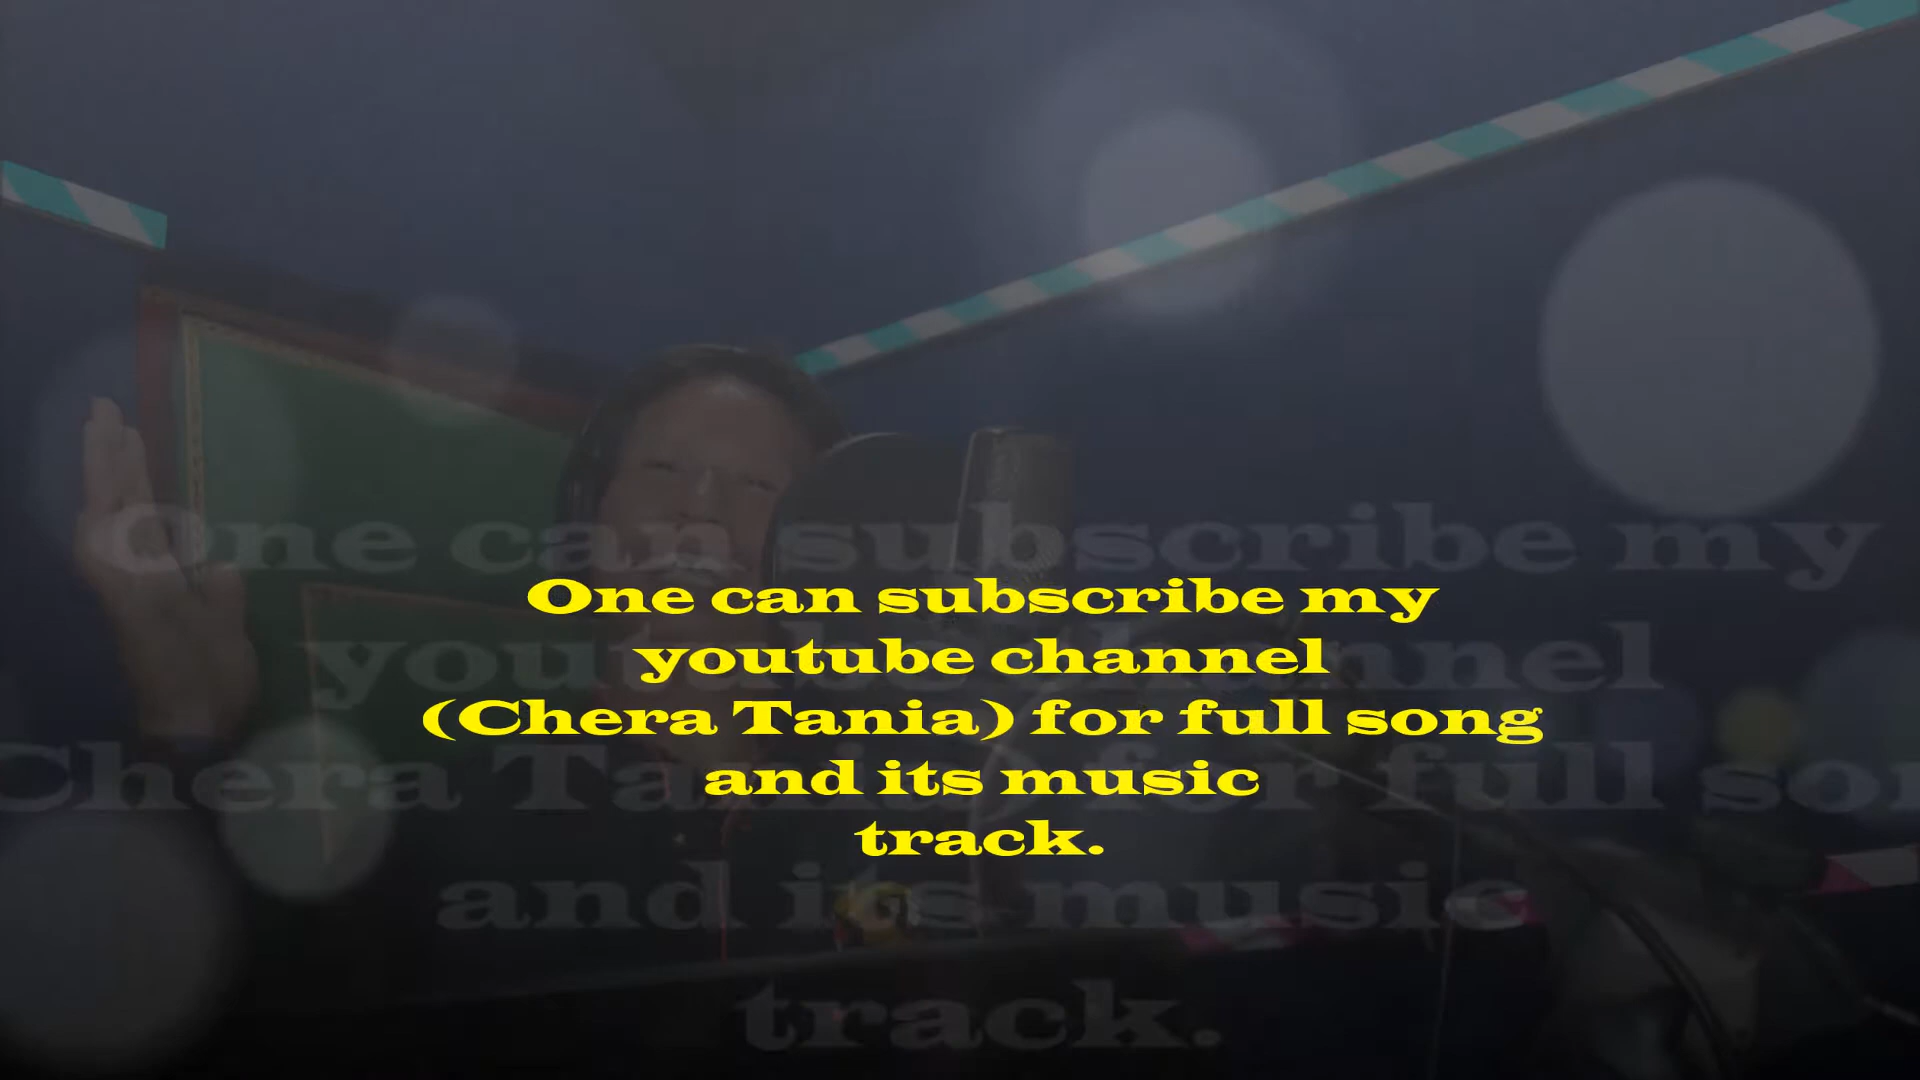 One can subscribe my
youtube channel
(Chera Tania) for full song
and its music
track.